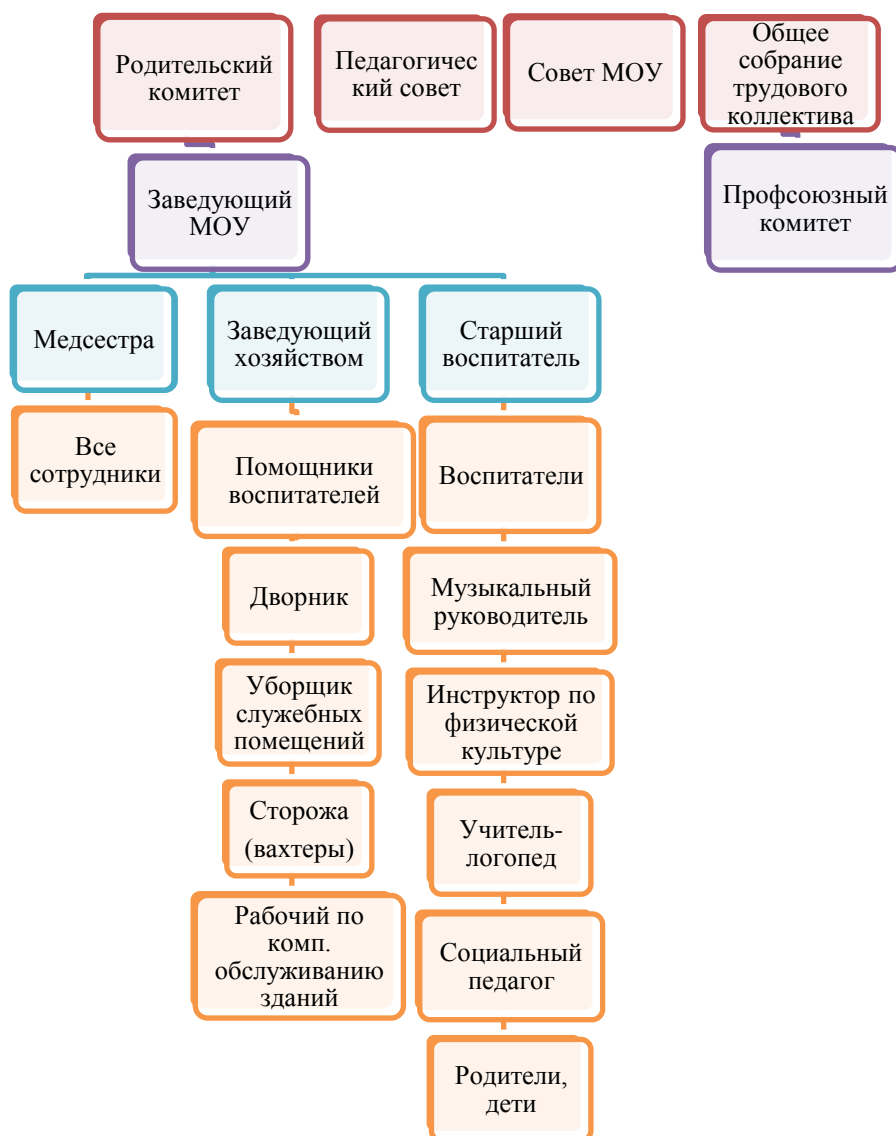 Родительский
комитет
Педагогичес
кий совет
Совет МОУ
Общее
собрание
трудового
коллектива
Заведующий
МОУ
Профсоюзный
комитет
Медсестра
Заведующий
хозяйством
Старший
воспитатель
Все
сотрудники
Помощники
воспитателей
Воспитатели
Дворник
Музыкальный
руководитель
Уборщик
служебных
помещений
Инструктор по
физической
культуре
Сторожа
(вахтеры)
Учитель-
логопед
Рабочий по
комп.
обслуживанию
зданий
Социальный
педагог
Родители,
дети